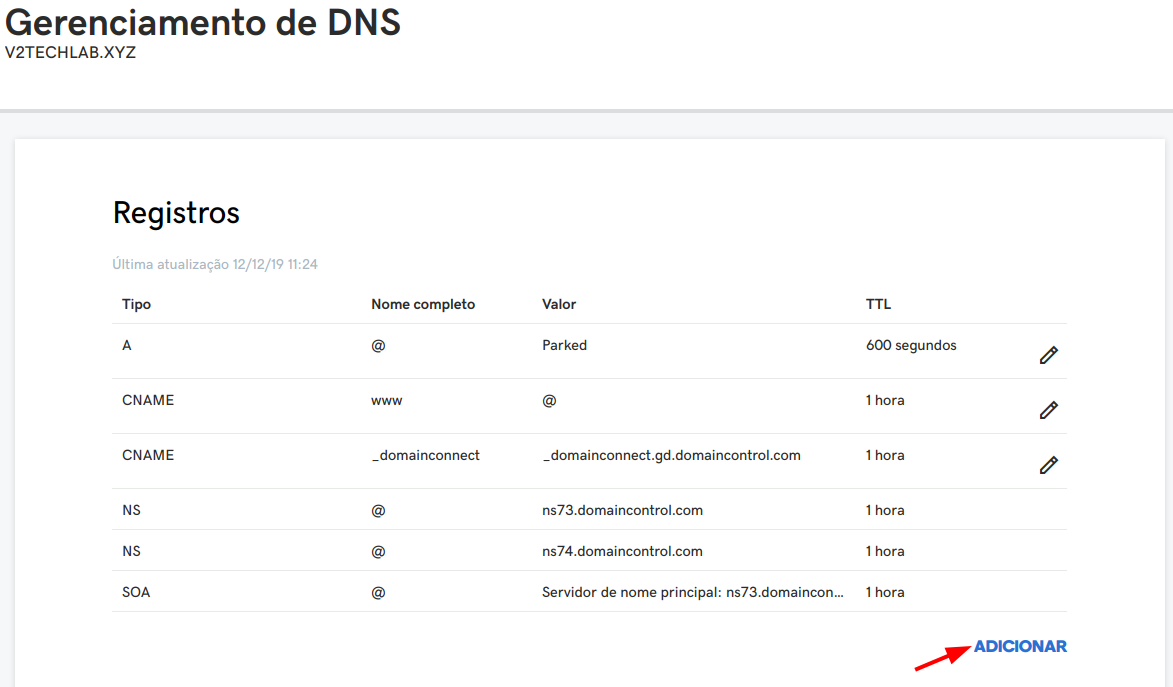 Gerenciamento de DNS
V2TECHLAB.XYZ
Registros
Última atualização 12/12/19 11:24
Tipo Nome completo Valor TTL
A @ Parked 600 segundos
CNAME www @ 1 hora
CNAME _domainconnect _domainconnect.gd.domaincontrol.com 1 hora
NS @ ns73.domaincontrol.com 1 hora
NS @ ns74.domaincontrol.com 1 hora
SOA @ Servidor de nome principal: ns73.domaincon... 1 hora
ADICIONAR